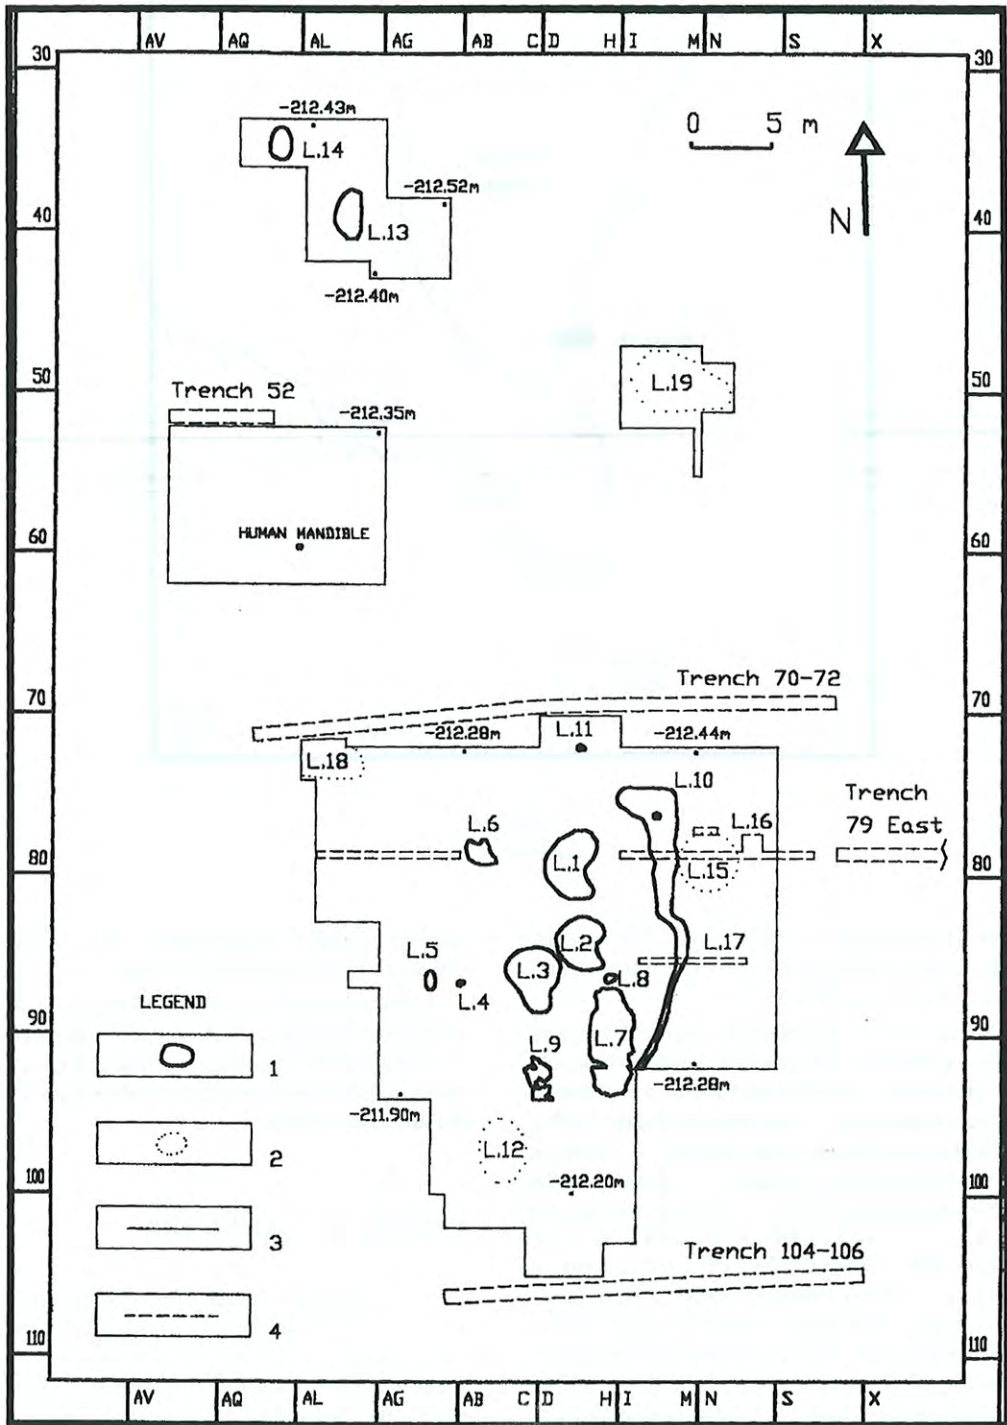 AV AQ AL AG AB C D H I M N S X
30 30
-212.43m
0 5 m
L.14
-212.52m
N
40 40
L.13
-212.40m
50 50
L.19
Trench 52
-212.35m
HUMAN MANDIBLE
60 60
Trench 70-72
70 70
L.11
-212.28m
-212.44m
L.18
L.10
Trench
79 East
L.6
L.16
80 80
L.1
L.15
L.2
L.17
L.5
L.3
L.8
L.4
LEGEND
90 90
L.7
L.9
1
-212.28m
-211.90m
2
L.12
-212.20m
100 100
3
Trench 104-106
4
110 110
AV AQ AL AG AB C D H I M N S X